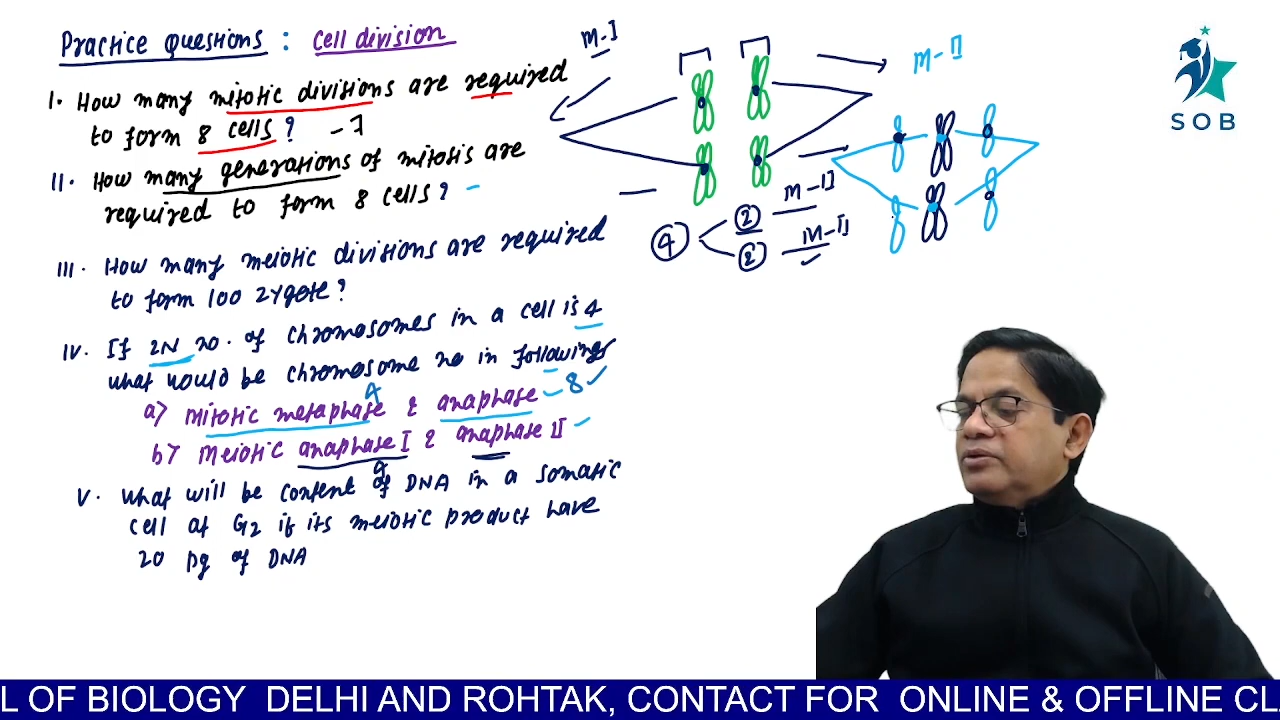 Practice Questions : Cell division
I. How many mitotic divisions are required
to form 8 cells? - 7
II. How many generations of mitosis are
required to form 8 cells? -
III. How many meiotic divisions are required
to form 100 zygote?
IV. If 2N no. of chromosomes in a cell is 4
what would be chromosome no in followings
4
a) Mitotic metaphase & anaphase - 8 ✓
b) Meiotic anaphase I & anaphase II -
4
V. What will be content of DNA in a somatic
cell at G2 if its meiotic product have
20 pg of DNA
M-I
M-II
4
2 M-II
2 M-II ✓
SOB
L OF BIOLOGY DELHI AND ROHTAK, CONTACT FOR ONLINE & OFFLINE CL